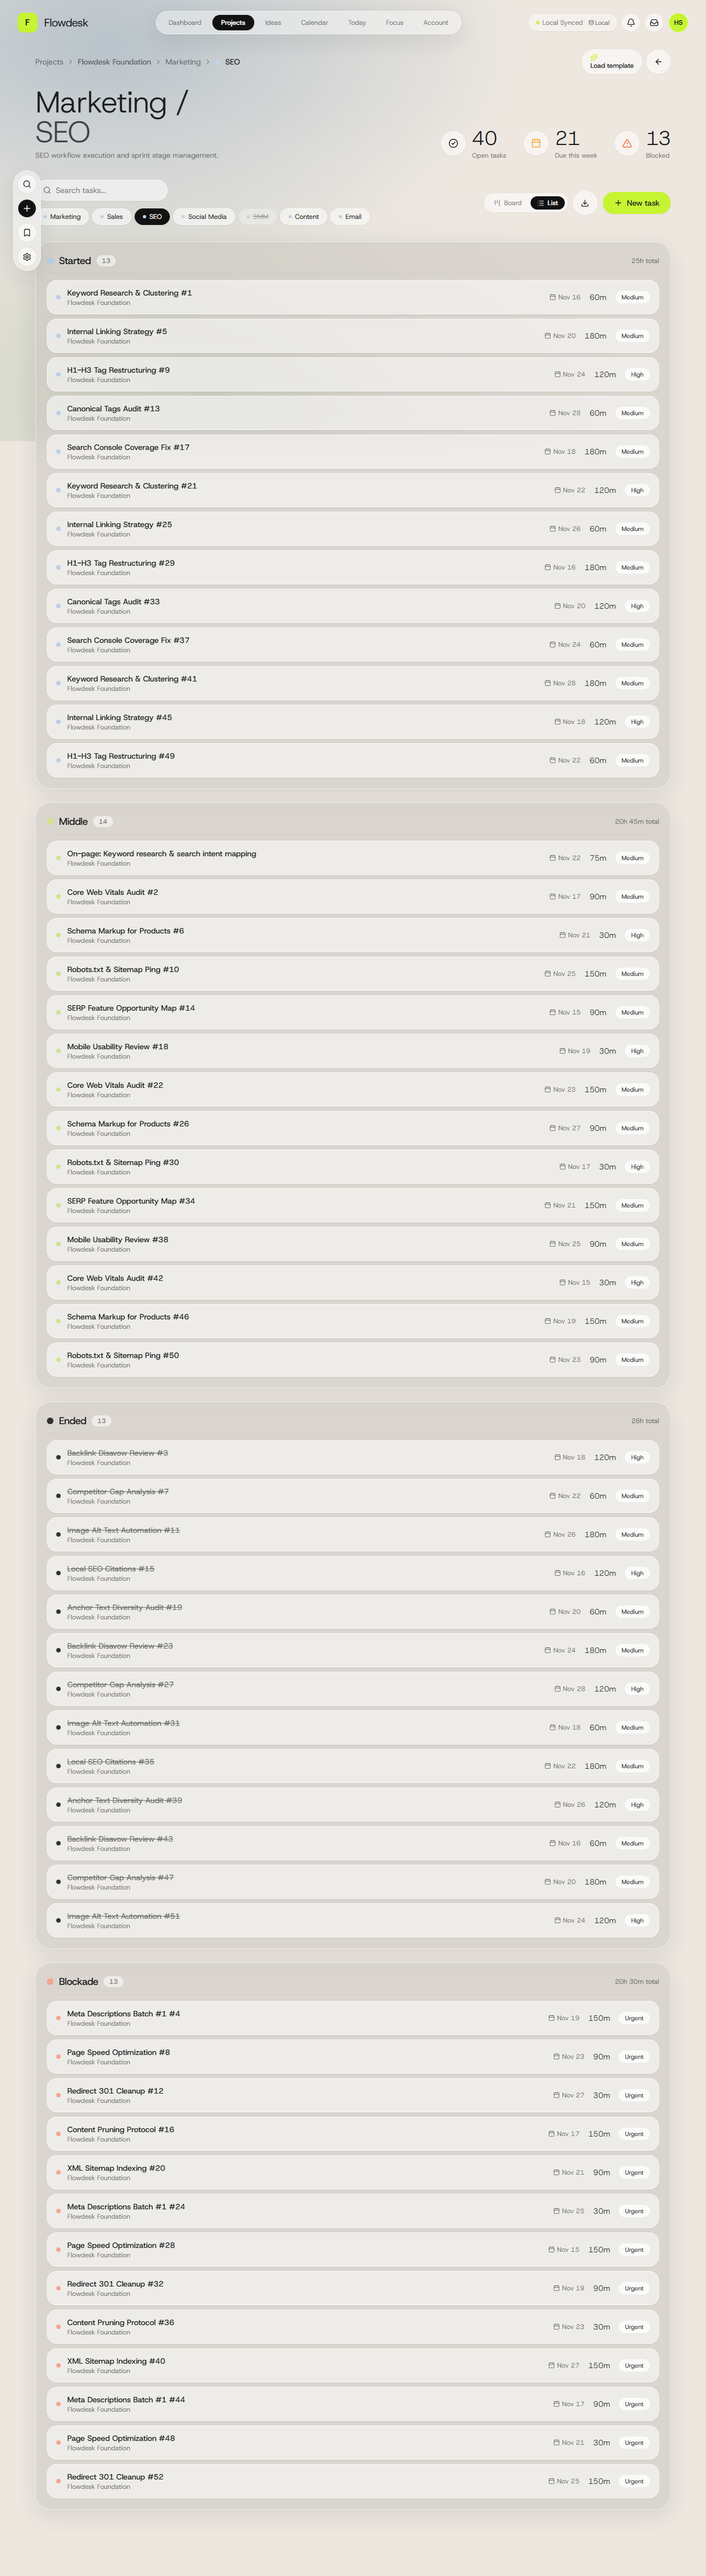 F Flowdesk
Dashboard Projects Ideas Calendar Today Focus Account
Local Synced Local
HS
Projects > Flowdesk Foundation > Marketing > SEO
Load template
Marketing /
SEO
SEO workflow execution and sprint stage management.
40 Open tasks
21 Due this week
13 Blocked
Search tasks...
Marketing Sales SEO Social Media SMM Content Email
Board List
New task
Started 13 25h total
Keyword Research & Clustering #1 Nov 16 60m Medium
Flowdesk Foundation
Internal Linking Strategy #5 Nov 20 180m Medium
Flowdesk Foundation
H1-H3 Tag Restructuring #9 Nov 24 120m High
Flowdesk Foundation
Canonical Tags Audit #13 Nov 28 60m Medium
Flowdesk Foundation
Search Console Coverage Fix #17 Nov 18 180m Medium
Flowdesk Foundation
Keyword Research & Clustering #21 Nov 22 120m High
Flowdesk Foundation
Internal Linking Strategy #25 Nov 26 60m Medium
Flowdesk Foundation
H1-H3 Tag Restructuring #29 Nov 16 180m Medium
Flowdesk Foundation
Canonical Tags Audit #33 Nov 20 120m High
Flowdesk Foundation
Search Console Coverage Fix #37 Nov 24 60m Medium
Flowdesk Foundation
Keyword Research & Clustering #41 Nov 28 180m Medium
Flowdesk Foundation
Internal Linking Strategy #45 Nov 18 120m High
Flowdesk Foundation
H1-H3 Tag Restructuring #49 Nov 22 60m Medium
Flowdesk Foundation
Middle 14 20h 45m total
On-page: Keyword research & search intent mapping Nov 22 75m Medium
Flowdesk Foundation
Core Web Vitals Audit #2 Nov 17 90m Medium
Flowdesk Foundation
Schema Markup for Products #6 Nov 21 30m High
Flowdesk Foundation
Robots.txt & Sitemap Ping #10 Nov 25 150m Medium
Flowdesk Foundation
SERP Feature Opportunity Map #14 Nov 15 90m Medium
Flowdesk Foundation
Mobile Usability Review #18 Nov 19 30m High
Flowdesk Foundation
Core Web Vitals Audit #22 Nov 23 150m Medium
Flowdesk Foundation
Schema Markup for Products #26 Nov 27 90m Medium
Flowdesk Foundation
Robots.txt & Sitemap Ping #30 Nov 17 30m High
Flowdesk Foundation
SERP Feature Opportunity Map #34 Nov 21 150m Medium
Flowdesk Foundation
Mobile Usability Review #38 Nov 25 90m Medium
Flowdesk Foundation
Core Web Vitals Audit #42 Nov 15 30m High
Flowdesk Foundation
Schema Markup for Products #46 Nov 19 150m Medium
Flowdesk Foundation
Robots.txt & Sitemap Ping #50 Nov 23 90m Medium
Flowdesk Foundation
Ended 13 26h total
Backlink Disavow Review #3 Nov 18 120m High
Flowdesk Foundation
Competitor Gap Analysis #7 Nov 22 60m Medium
Flowdesk Foundation
Image Alt Text Automation #11 Nov 26 180m Medium
Flowdesk Foundation
Local SEO Citations #15 Nov 16 120m High
Flowdesk Foundation
Anchor Text Diversity Audit #19 Nov 20 60m Medium
Flowdesk Foundation
Backlink Disavow Review #23 Nov 24 180m Medium
Flowdesk Foundation
Competitor Gap Analysis #27 Nov 28 120m High
Flowdesk Foundation
Image Alt Text Automation #31 Nov 18 60m Medium
Flowdesk Foundation
Local SEO Citations #35 Nov 22 180m Medium
Flowdesk Foundation
Anchor Text Diversity Audit #39 Nov 26 120m High
Flowdesk Foundation
Backlink Disavow Review #43 Nov 16 60m Medium
Flowdesk Foundation
Competitor Gap Analysis #47 Nov 20 180m Medium
Flowdesk Foundation
Image Alt Text Automation #51 Nov 24 120m High
Flowdesk Foundation
Blockade 13 20h 30m total
Meta Descriptions Batch #1 #4 Nov 19 150m Urgent
Flowdesk Foundation
Page Speed Optimization #8 Nov 23 90m Urgent
Flowdesk Foundation
Redirect 301 Cleanup #12 Nov 27 30m Urgent
Flowdesk Foundation
Content Pruning Protocol #16 Nov 17 150m Urgent
Flowdesk Foundation
XML Sitemap Indexing #20 Nov 21 90m Urgent
Flowdesk Foundation
Meta Descriptions Batch #1 #24 Nov 25 30m Urgent
Flowdesk Foundation
Page Speed Optimization #28 Nov 15 150m Urgent
Flowdesk Foundation
Redirect 301 Cleanup #32 Nov 19 90m Urgent
Flowdesk Foundation
Content Pruning Protocol #36 Nov 23 30m Urgent
Flowdesk Foundation
XML Sitemap Indexing #40 Nov 27 150m Urgent
Flowdesk Foundation
Meta Descriptions Batch #1 #44 Nov 17 90m Urgent
Flowdesk Foundation
Page Speed Optimization #48 Nov 21 30m Urgent
Flowdesk Foundation
Redirect 301 Cleanup #52 Nov 25 150m Urgent
Flowdesk Foundation